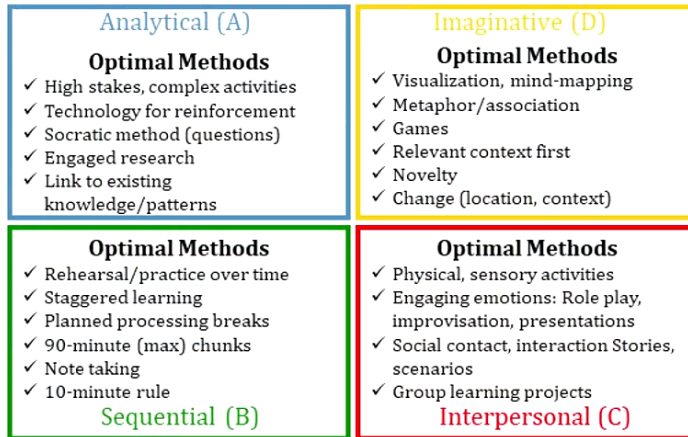 Analytical (A)
Optimal Methods
✓ High stakes, complex activities
✓ Technology for reinforcement
✓ Socratic method (questions)
✓ Engaged research
✓ Link to existing
knowledge/patterns
Imaginative (D)
Optimal Methods
✓ Visualization, mind-mapping
✓ Metaphor/association
✓ Games
✓ Relevant context first
✓ Novelty
✓ Change (location, context)
Optimal Methods
✓ Rehearsal/practice over time
✓ Staggered learning
✓ Planned processing breaks
✓ 90-minute (max) chunks
✓ Note taking
✓ 10-minute rule
Sequential (B)
Optimal Methods
✓ Physical, sensory activities
✓ Engaging emotions: Role play,
improvisation, presentations
✓ Social contact, interaction Stories,
scenarios
✓ Group learning projects
Interpersonal (C)